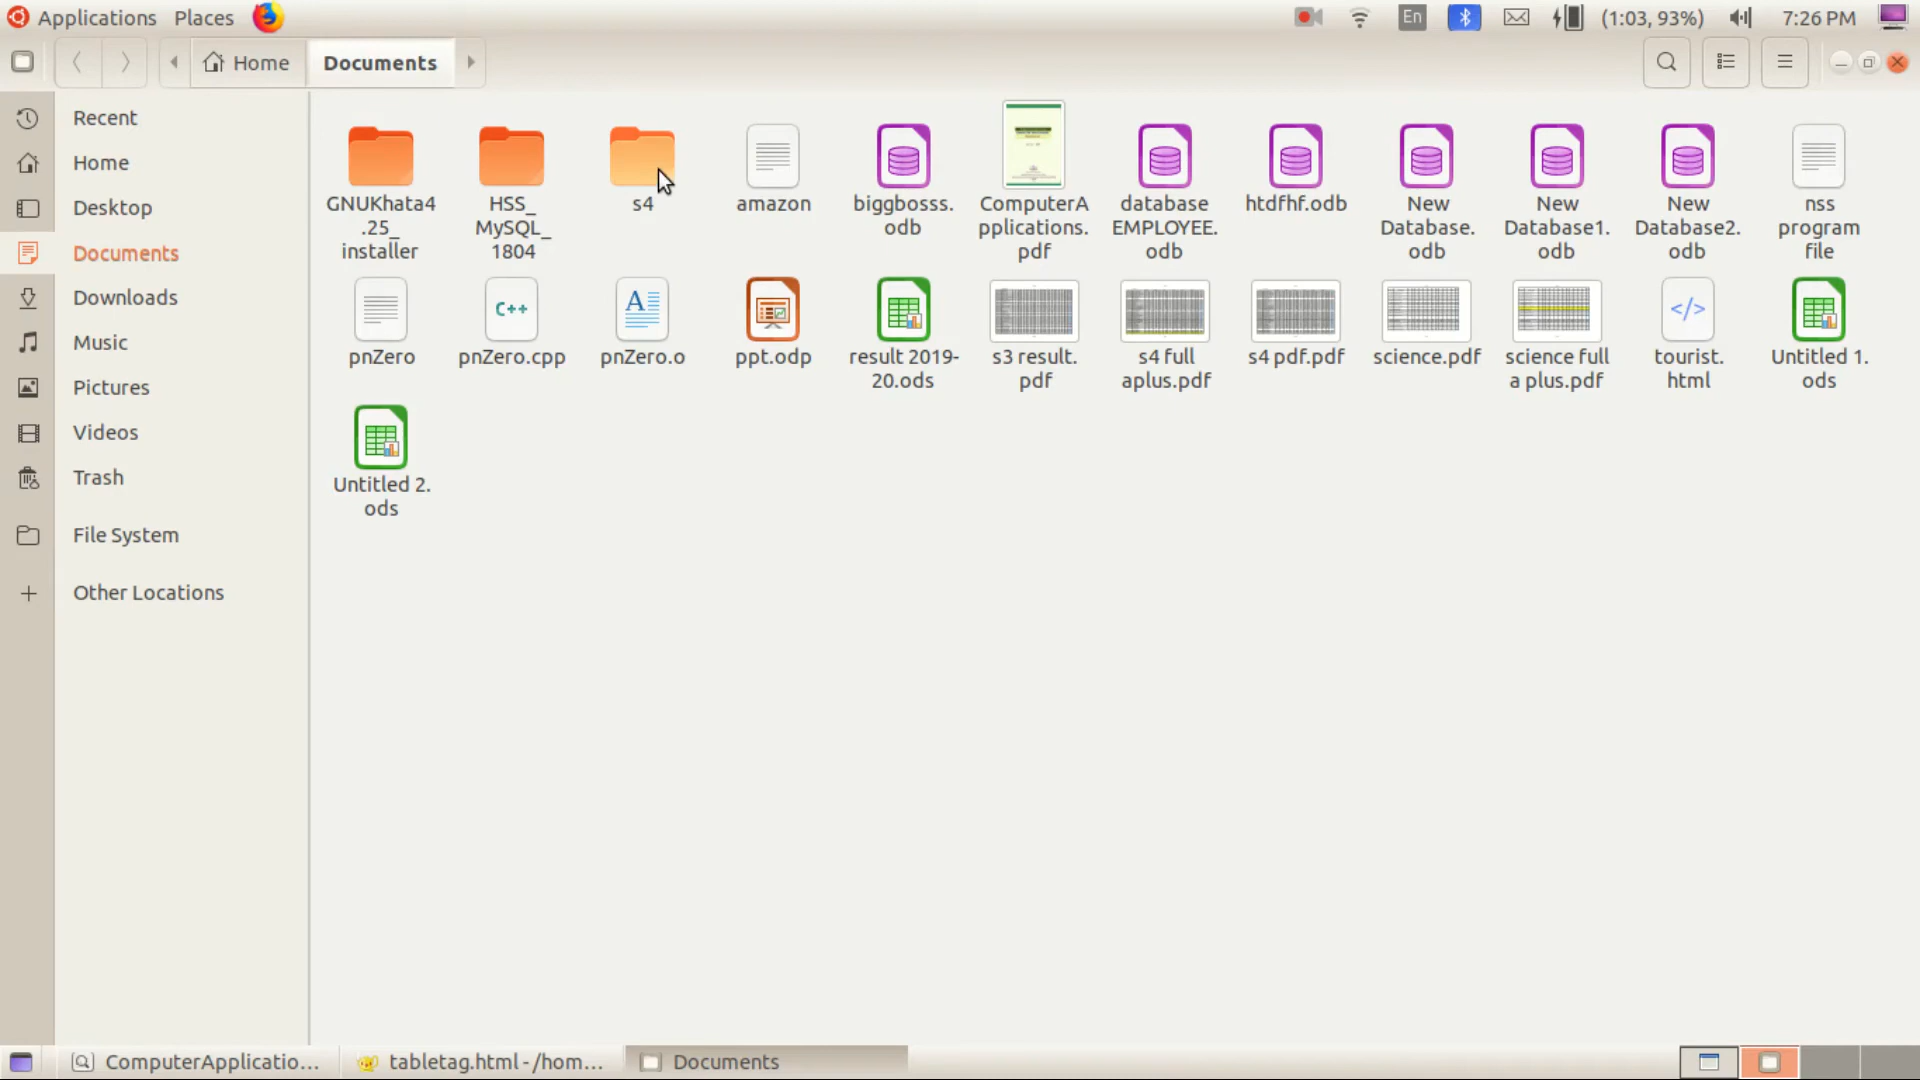 Applications Places En (1:03, 93%) 7:26 PM
Home Documents
Recent
Home
Desktop
Documents
Downloads
Music
Pictures
Videos
Trash
File System
Other Locations
GNUKhata4
.25_
installer
HSS_
MySQL_
1804
s4
amazon
biggbosss.
odb
ComputerA
pplications.
pdf
database
EMPLOYEE.
odb
htdfhf.odb
New
Database.
odb
New
Database1.
odb
New
Database2.
odb
nss
program
file
pnZero
C++
pnZero.cpp
A
pnZero.o
ppt.odp
result 2019-
20.ods
s3 result.
pdf
s4 full
aplus.pdf
s4 pdf.pdf
science.pdf
science full
a plus.pdf
</>
tourist.
html
Untitled 1.
ods
Untitled 2.
ods
ComputerApplicatio... tabletag.html - /hom... Documents